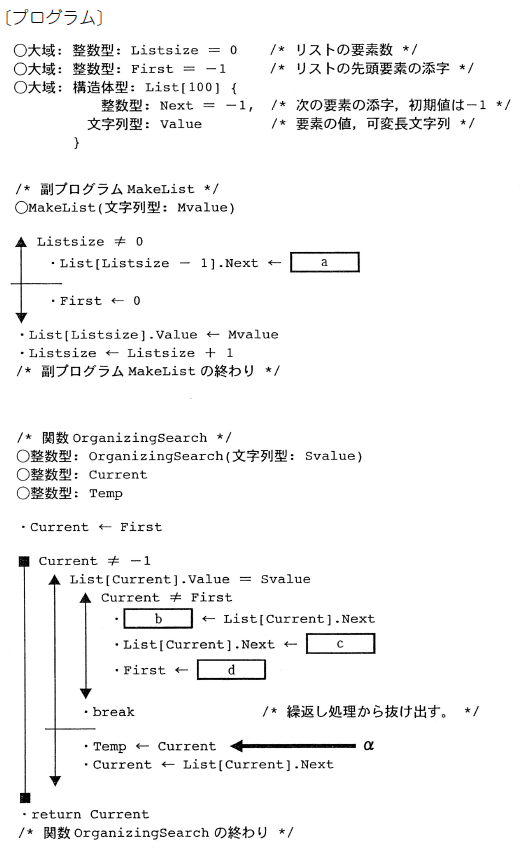 〔プログラム〕
○大域: 整数型: Listsize = 0 /* リストの要素数 */
○大域: 整数型: First = -1 /* リストの先頭要素の添字 */
○大域: 構造体型: List[100] {
整数型: Next = -1, /* 次の要素の添字，初期値は-1 */
文字列型: Value /* 要素の値，可変長文字列 */
}
/* 副プログラム MakeList */
○MakeList(文字列型: Mvalue)
Listsize ≠ 0
・List[Listsize - 1].Next ← a
・First ← 0
・List[Listsize].Value ← Mvalue
・Listsize ← Listsize + 1
/* 副プログラム MakeList の終わり */
/* 関数 OrganizingSearch */
○整数型: OrganizingSearch(文字列型: Svalue)
○整数型: Current
○整数型: Temp
・Current ← First
Current ≠ -1
List[Current].Value = Svalue
Current ≠ First
・ b ← List[Current].Next
・List[Current].Next ← c
・First ← d
・break /* 繰返し処理から抜け出す。 */
・Temp ← Current α
・Current ← List[Current].Next
・return Current
/* 関数 OrganizingSearch の終わり */